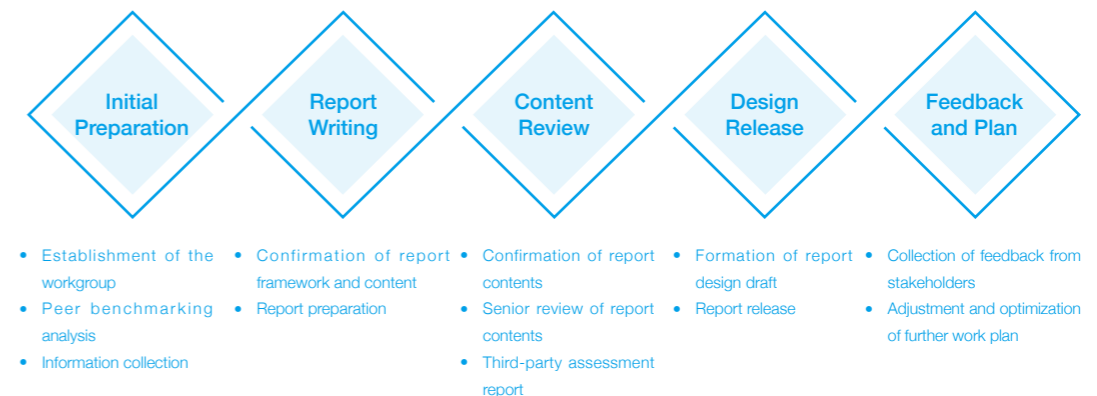 Initial
Preparation
Report
Writing
Content
Review
Design
Release
Feedback
and Plan
• Establishment of the
workgroup
• Peer benchmarking
analysis
• Information collection
• Confirmation of report
framework and content
• Report preparation
• Confirmation of report
contents
• Senior review of report
contents
• Third-party assessment
report
• Formation of report
design draft
• Report release
• Collection of feedback from
stakeholders
• Adjustment and optimization
of further work plan